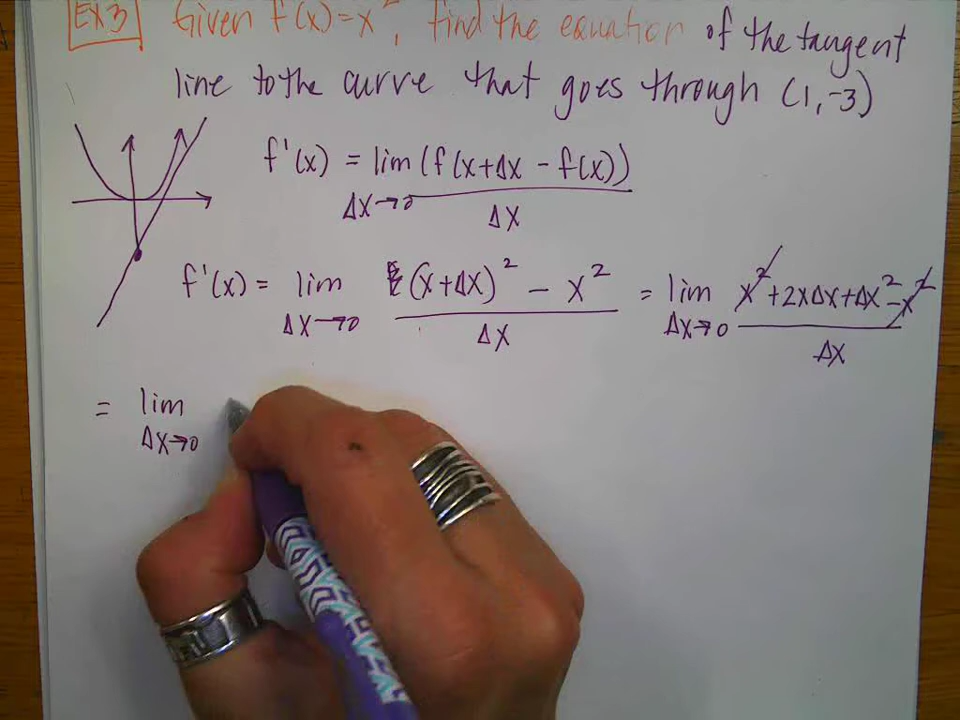 EX3 Given f(x)=x², find the equation of the tangent
line to the curve that goes through (1,-3)
f'(x) = lim (f(x+Δx - f(x))
Δx→0 Δx
f'(x) = lim (x+Δx)² - x² = lim x²+2xΔx+Δx²-x²
Δx→0 Δx Δx→0 Δx
= lim
Δx→0